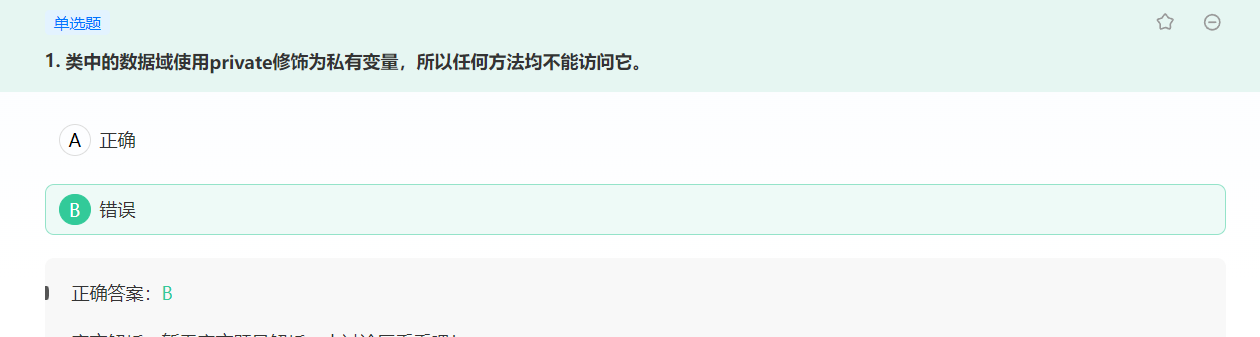 单选题
1. 类中的数据域使用private修饰为私有变量，所以任何方法均不能访问它。
A 正确
B 错误
正确答案：B